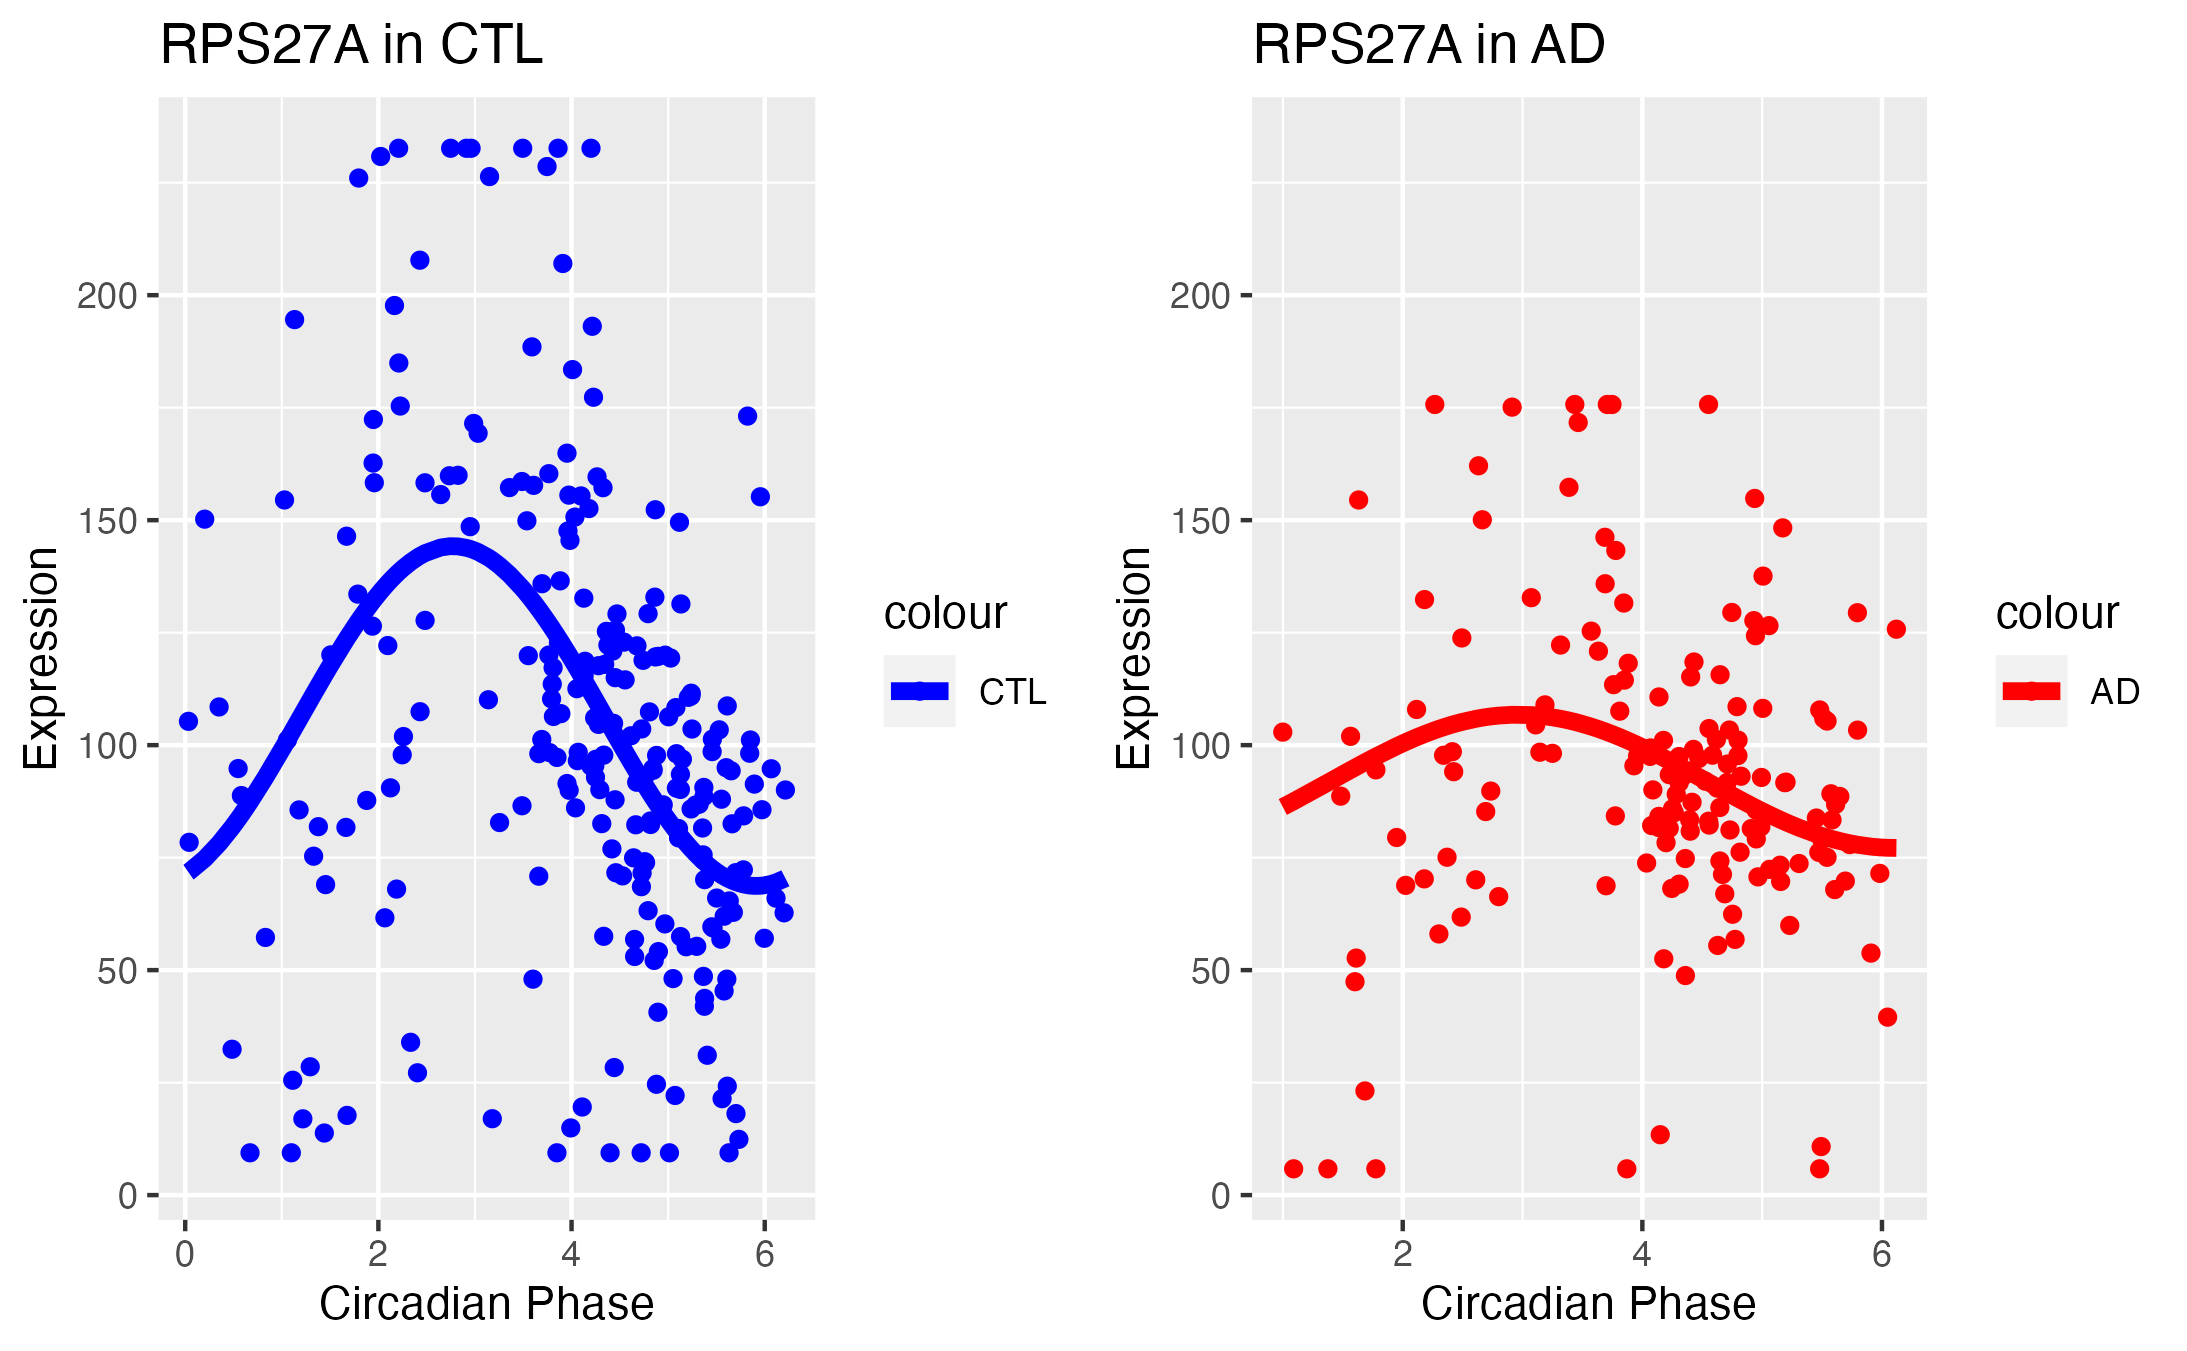 RPS27A in CTL
Expression
200
150
100
50
0
0 2 4 6
Circadian Phase
colour
CTL
RPS27A in AD
Expression
200
150
100
50
0
2 4 6
Circadian Phase
colour
AD